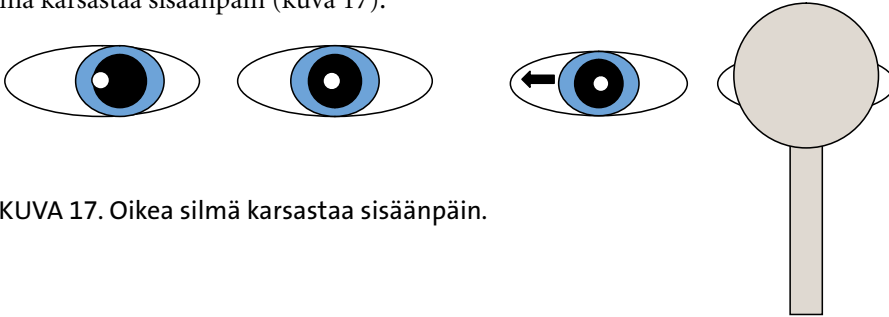 karsastaa sisäänpäin (kuva 17).
KUVA 17. Oikea silmä karsastaa sisäänpäin.